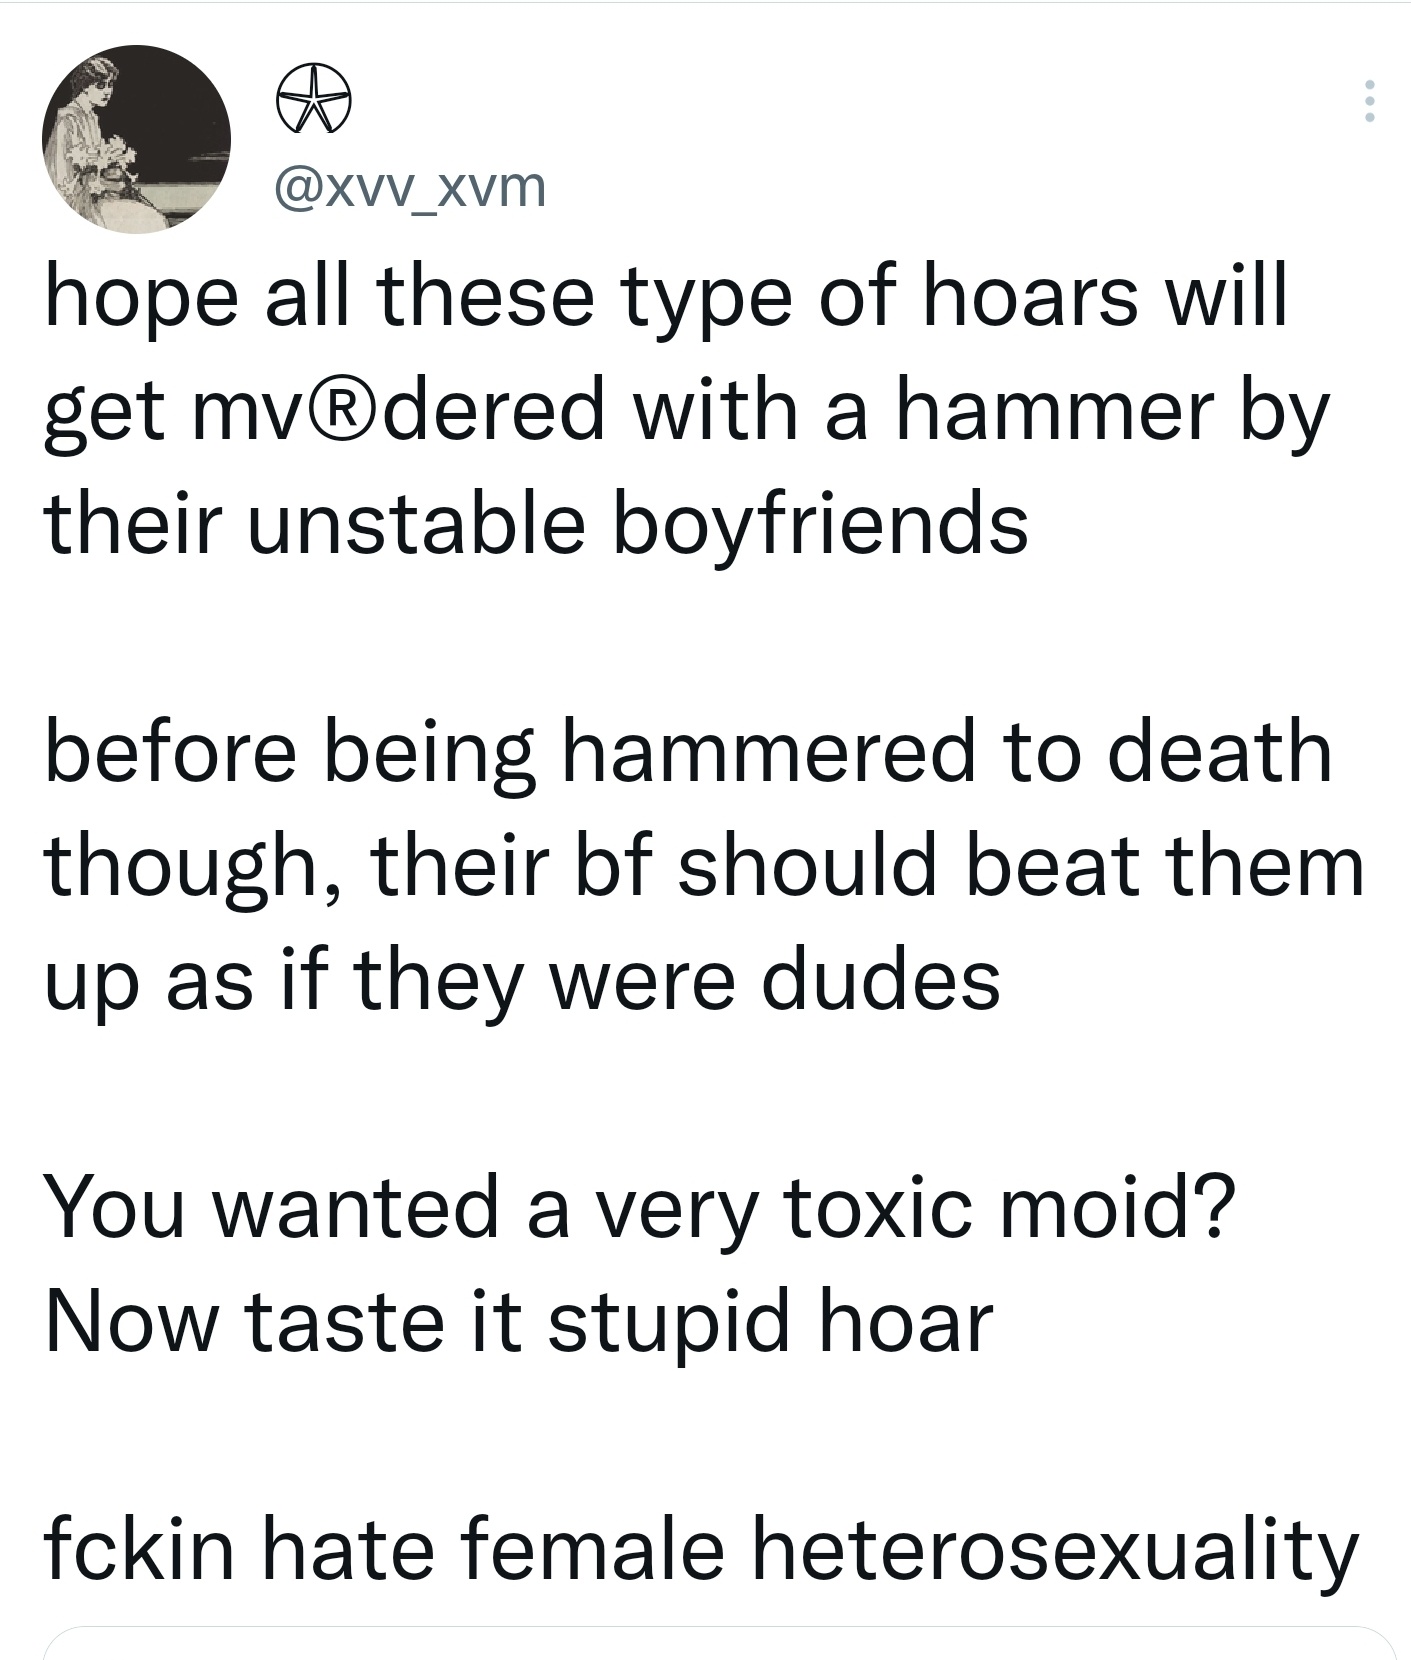 @xvv_xvm
hope all these type of hoars will
get mv®dered with a hammer by
their unstable boyfriends
before being hammered to death
though, their bf should beat them
up as if they were dudes
You wanted a very toxic moid?
Now taste it stupid hoar
fckin hate female heterosexuality